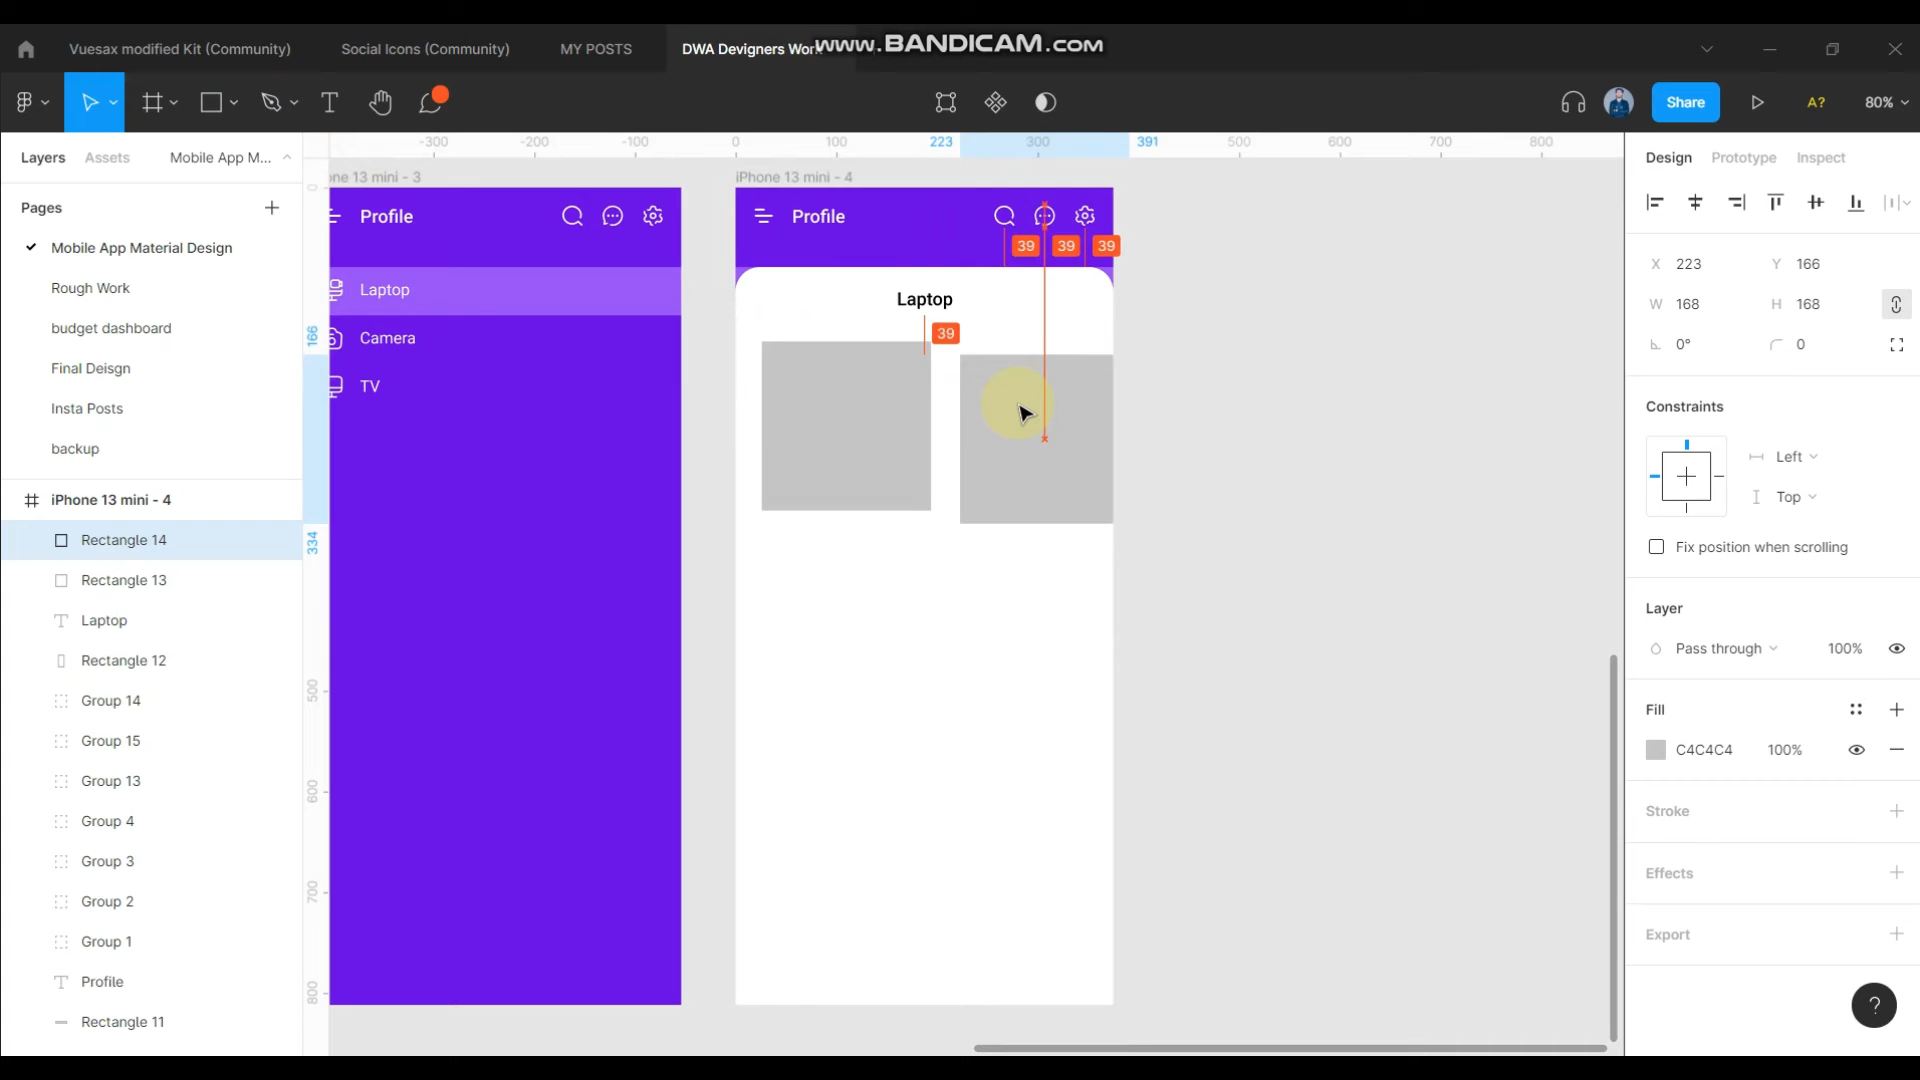 Vuesax modified Kit (Community)
Social Icons (Community)
MY POSTS
DWA Devigners Wor
www.BANDICAM.com
Share
A?
80%
Layers
Assets
Mobile App M...
Pages
Mobile App Material Design
Rough Work
budget dashboard
Final Deisgn
Insta Posts
backup
iPhone 13 mini - 4
Rectangle 14
Rectangle 13
Laptop
Rectangle 12
Group 14
Group 15
Group 13
Group 4
Group 3
Group 2
Group 1
Profile
Rectangle 11
-300
-200
-100
0
100
223
300
391
500
600
700
800
0
166
334
500
600
700
800
ne 13 mini - 3
Profile
Laptop
Camera
TV
iPhone 13 mini - 4
Profile
39
39
39
Laptop
39
Design
Prototype
Inspect
X 223
Y 166
W 168
H 168
0°
0
Constraints
Left
Top
Fix position when scrolling
Layer
Pass through
100%
Fill
C4C4C4
100%
Stroke
Effects
Export
?